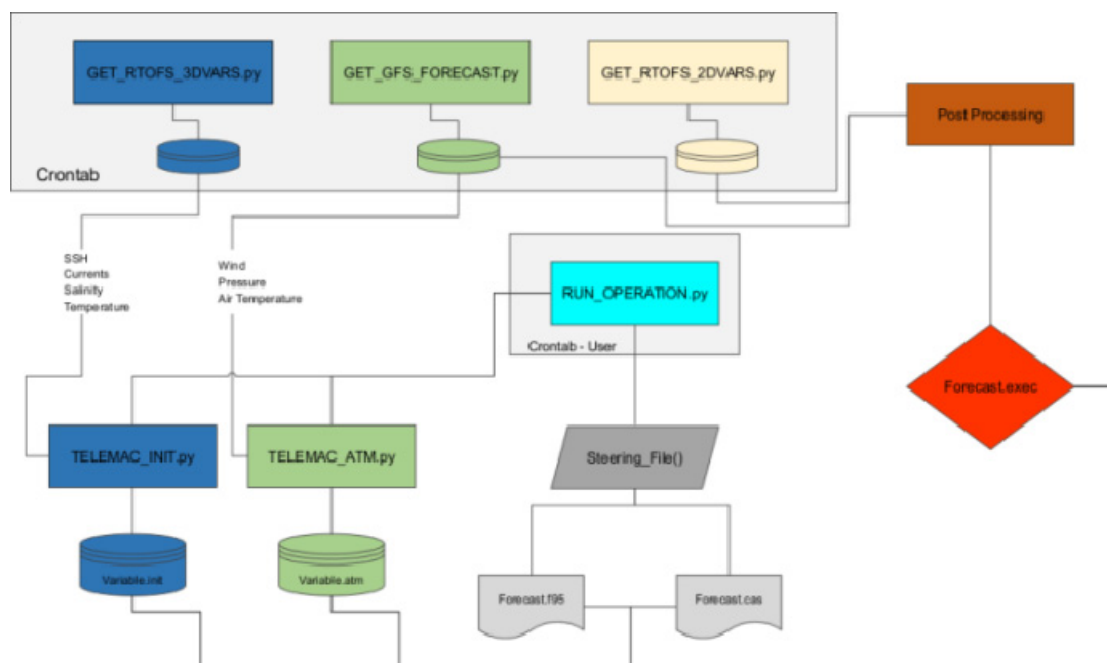 GET_RTOFS_3DVARS.py
GET_GFS_FORECAST.py
GET_RTOFS_2DVARS.py
Post Processing
Crontab
SSH
Currents
Salinity
Temperature
Wind
Pressure
Air Temperature
RUN_OPERATION.py
Crontab - User
Forecast.exec
TELEMAC_INIT.py
TELEMAC_ATM.py
Steering_File()
Variable.init
Variable.atm
Forecast.f95
Forecast.cas